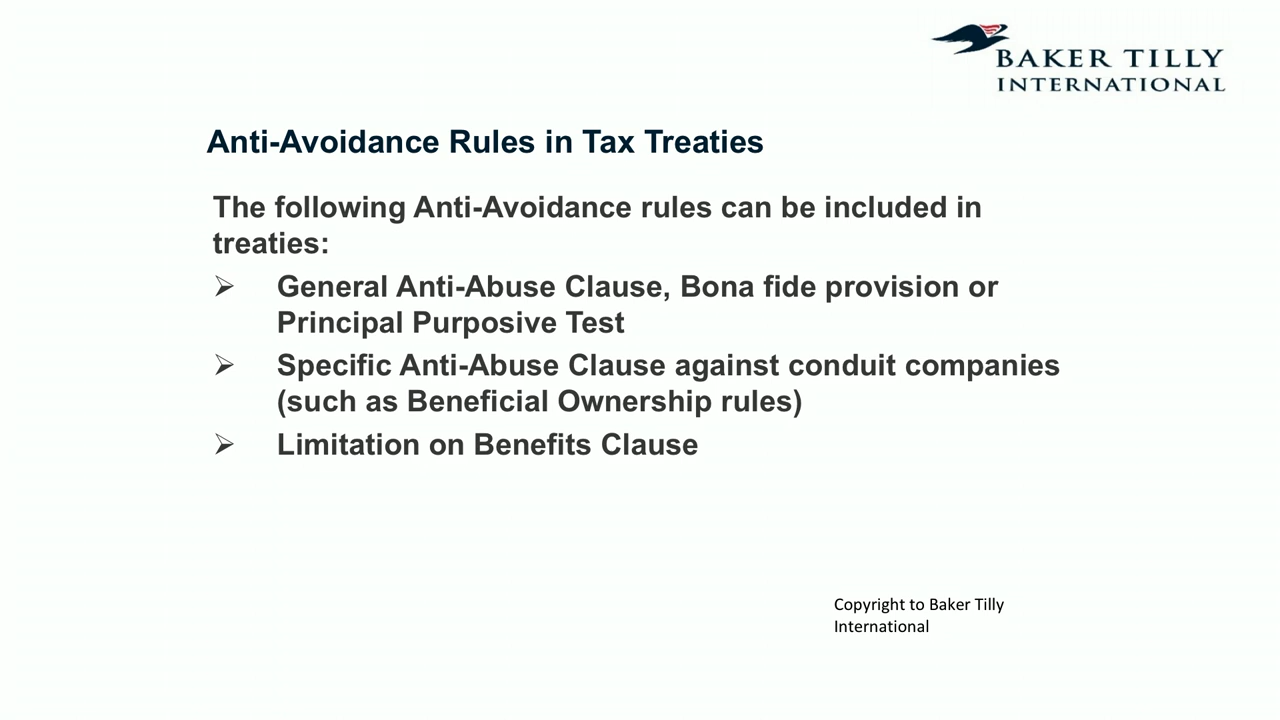 BAKER TILLY
INTERNATIONAL
Anti-Avoidance Rules in Tax Treaties
The following Anti-Avoidance rules can be included in
treaties:
General Anti-Abuse Clause, Bona fide provision or
Principal Purposive Test
Specific Anti-Abuse Clause against conduit companies
(such as Beneficial Ownership rules)
Limitation on Benefits Clause
Copyright to Baker Tilly
International